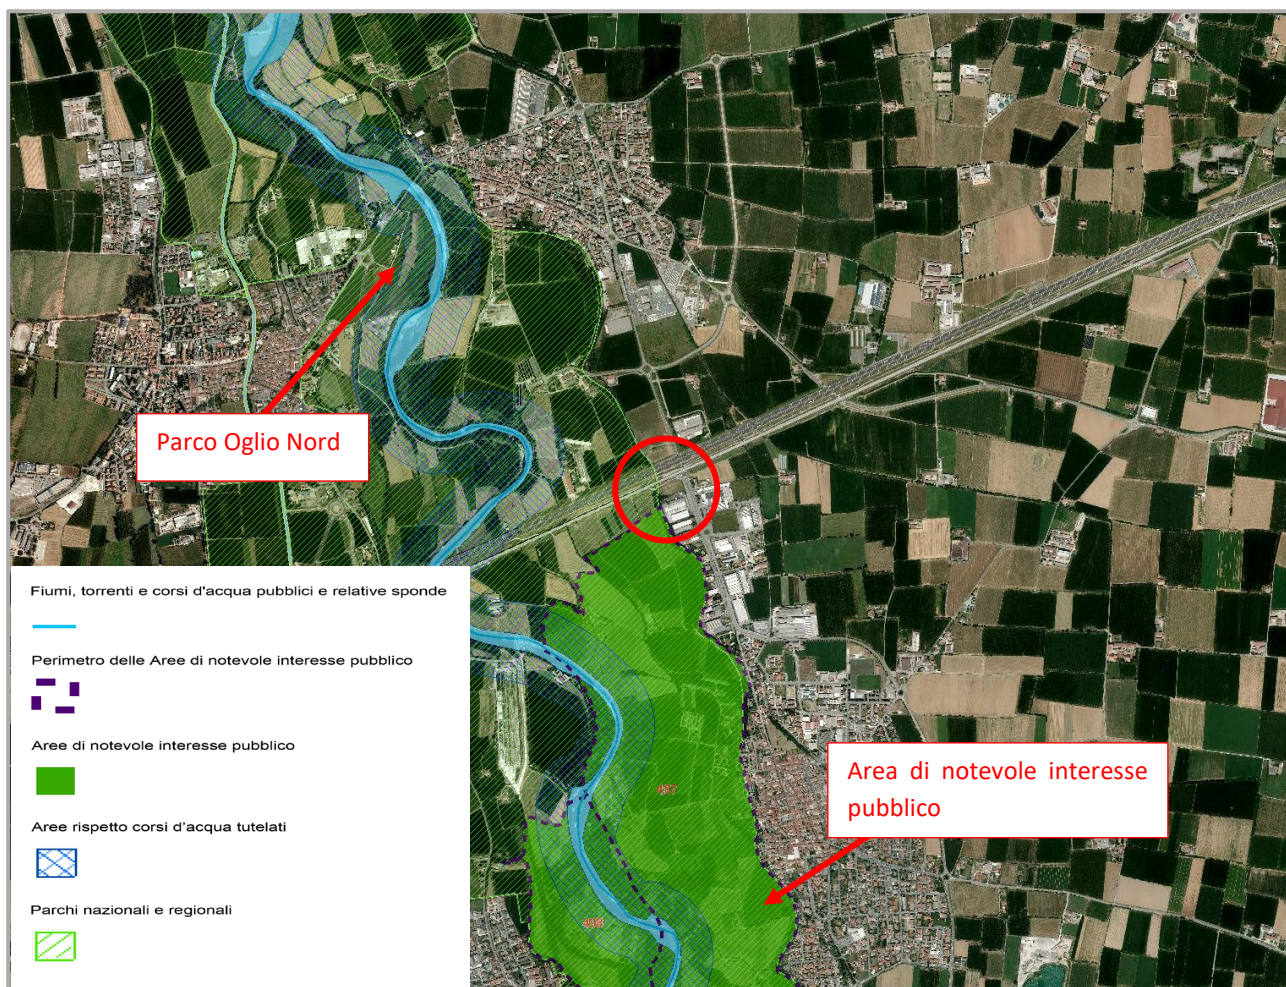 Parco Oglio Nord
Fiumi, torrenti e corsi d'acqua pubblici e relative sponde
Perimetro delle Aree di notevole interesse pubblico
Aree di notevole interesse pubblico
Aree rispetto corsi d'acqua tutelati
Parchi nazionali e regionali
Area di notevole interesse
pubblico